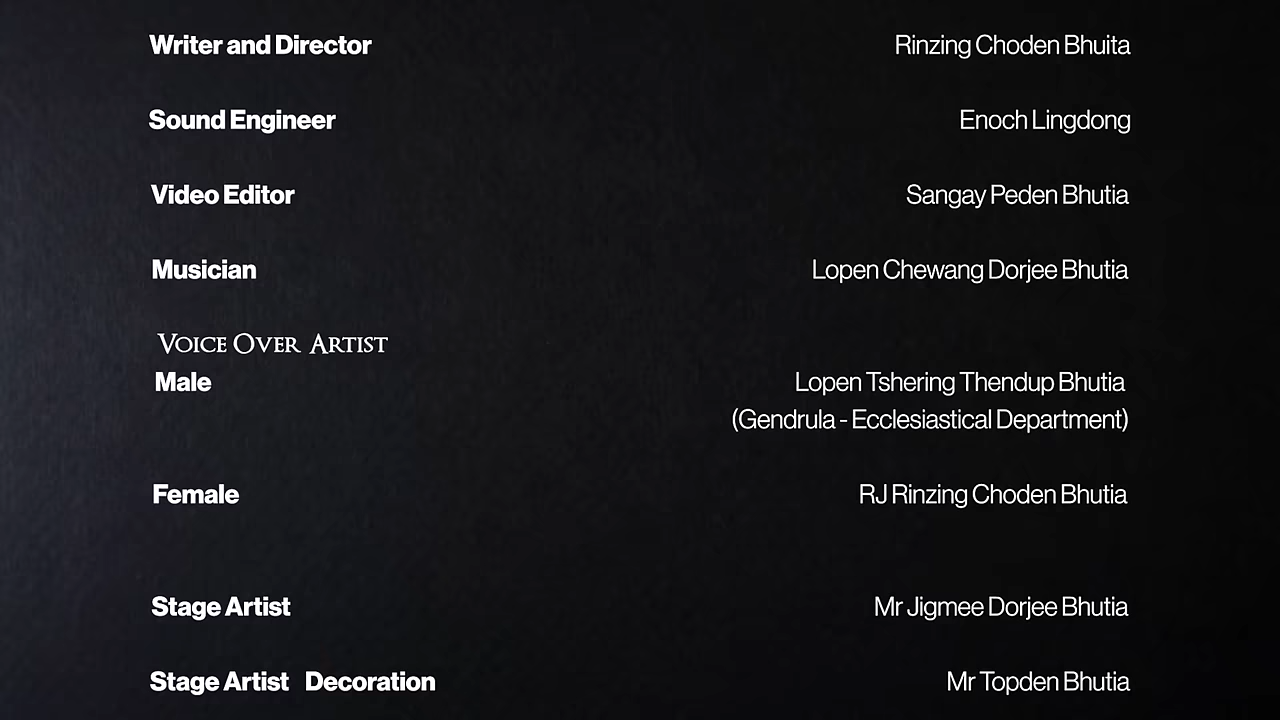 Writer and Director Rinzing Choden Bhuita
Sound Engineer Enoch Lingdong
Video Editor Sangay Peden Bhutia
Musician Lopen Chewang Dorjee Bhutia
Voice Over Artist
Male Lopen Tshering Thendup Bhutia
(Gendrula - Ecclesiastical Department)
Female RJ Rinzing Choden Bhutia
Stage Artist Mr Jigmee Dorjee Bhutia
Stage Artist Decoration Mr Topden Bhutia